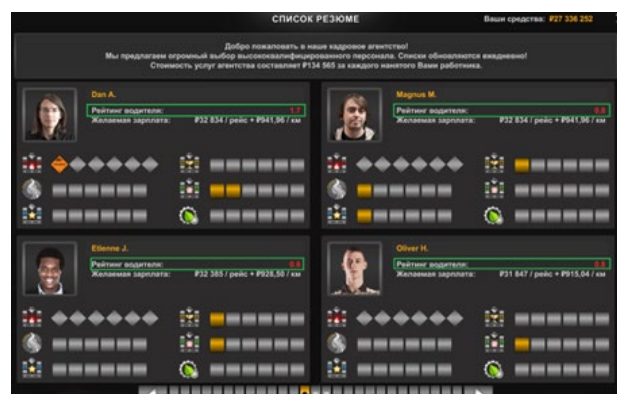 СПИСОК РЕЗЮМЕ
Ваши средства: ₽27 336 252
Добро пожаловать в наше кадровое агентство!
Мы предлагаем огромный выбор высококвалифицированного персонала. Списки обновляются ежедневно!
Стоимость услуг агентства составляет ₽134 565 за каждого нанятого Вами работника.
Dan A.
Рейтинг водителя: 1.7
Желаемая зарплата: ₽32 834 / рейс + ₽941,96 / км
Magnus M.
Рейтинг водителя: 0.8
Желаемая зарплата: ₽32 834 / рейс + ₽941,96 / км
Etienne J.
Рейтинг водителя:
Желаемая зарплата: ₽32 385 / рейс + ₽928,50 / км
Oliver H.
Рейтинг водителя:
Желаемая зарплата: ₽31 847 / рейс + ₽915,04 / км